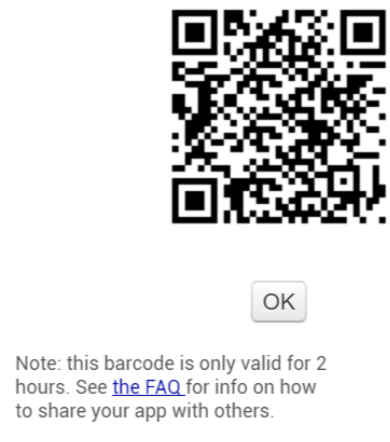 OK
Note: this barcode is only valid for 2
hours. See the FAQ for info on how
to share your app with others.